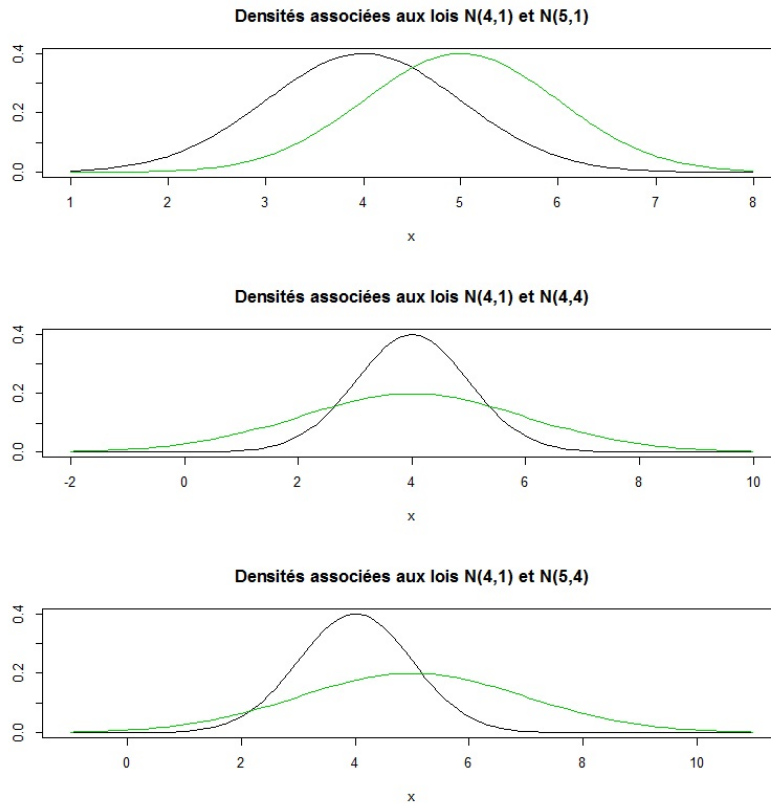 Densités associées aux lois N(4,1) et N(5,1)
0.4
0.2
0.0
1 2 3 4 5 6 7 8
x
Densités associées aux lois N(4,1) et N(4,4)
0.4
0.2
0.0
-2 0 2 4 6 8 10
x
Densités associées aux lois N(4,1) et N(5,4)
0.4
0.2
0.0
0 2 4 6 8 10
x